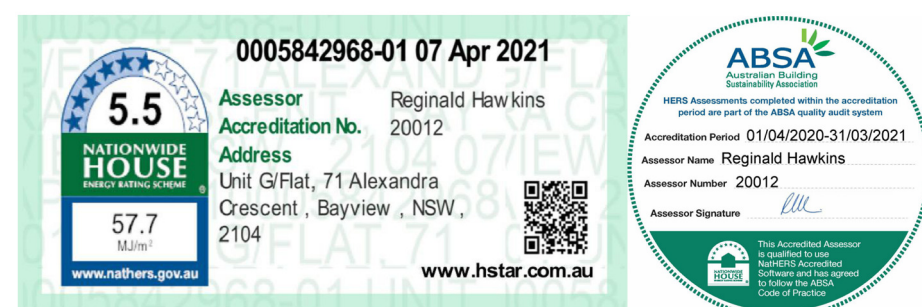 0005842968-01 07 Apr 2021
5.5
NATIONWIDE
HOUSE
ENERGY RATING SCHEME
57.7
MJ/m²
www.nathers.gov.au
Assessor Reginald Hawkins
Accreditation No. 20012
Address
Unit G/Flat, 71 Alexandra
Crescent , Bayview , NSW ,
2104
www.hstar.com.au
ABSA
Australian Building
Sustainability Association
HERS Assessments completed within the accreditation
period are part of the ABSA quality audit system
Accreditation Period 01/04/2020-31/03/2021
Assessor Name Reginald Hawkins
Assessor Number 20012
Assessor Signature
NATIONWIDE
HOUSE
This Accredited Assessor
is qualified to use
NatHERS Accredited
Software and has agreed
to follow the ABSA
Code of Practice